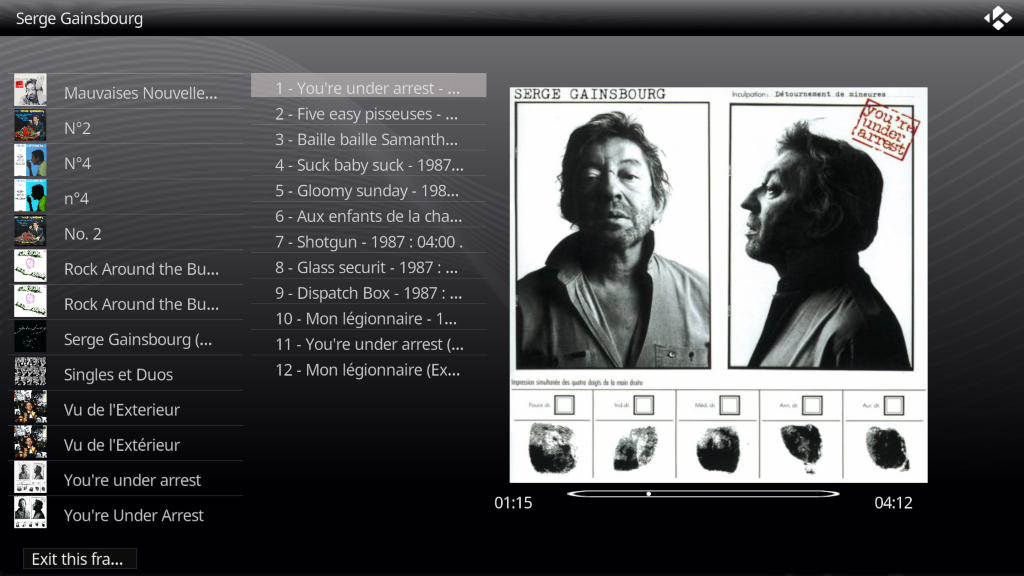 Serge Gainsbourg
Mauvaises Nouvelle...
N°2
N°4
n°4
No. 2
Rock Around the Bu...
Rock Around the Bu...
Serge Gainsbourg (...
Singles et Duos
Vu de l'Exterieur
Vu de l'Extérieur
You're under arrest
You're Under Arrest
Exit this fra...
1 - You're under arrest - ...
2 - Five easy pisseuses - ...
3 - Baille baille Samanth...
4 - Suck baby suck - 1987...
5 - Gloomy sunday - 198...
6 - Aux enfants de la cha...
7 - Shotgun - 1987 : 04:00 .
8 - Glass securit - 1987 : ...
9 - Dispatch Box - 1987 : ...
10 - Mon légionnaire - 1...
11 - You're under arrest (...
12 - Mon légionnaire (Ex...
SERGE GAINSBOURG
Inculpation: Détournement de mineures
you're
under
arrest
Impression simultanée des quatre doigts de la main droite
Pouce dt. Ind dt. Méd. dt. Ann. dt. Aur. dt.
01:15 04:12